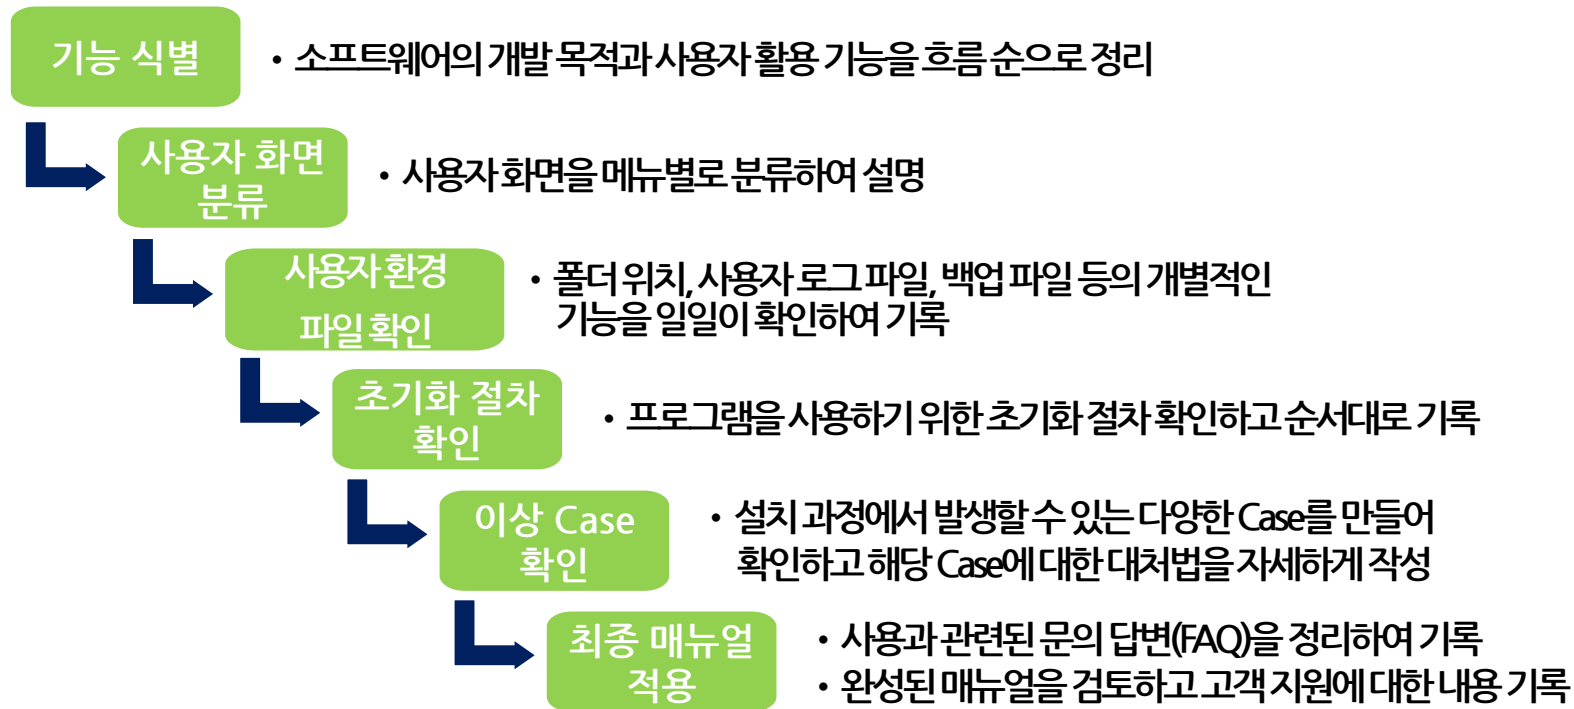 기능 식별
• 소프트웨어의 개발 목적과 사용자 활용 기능을 흐름 순으로 정리
사용자 화면
분류
• 사용자 화면을 메뉴별로 분류하여 설명
사용자 환경
파일 확인
• 폴더 위치, 사용자 로그 파일, 백업 파일 등의 개별적인
기능을 일일이 확인하여 기록
초기화 절차
확인
• 프로그램을 사용하기 위한 초기화 절차 확인하고 순서대로 기록
이상 Case
확인
• 설치 과정에서 발생할 수 있는 다양한 Case를 만들어
확인하고 해당 Case에 대한 대처법을 자세하게 작성
최종 매뉴얼
적용
• 사용과 관련된 문의 답변(FAQ)을 정리하여 기록
• 완성된 매뉴얼을 검토하고 고객 지원에 대한 내용 기록